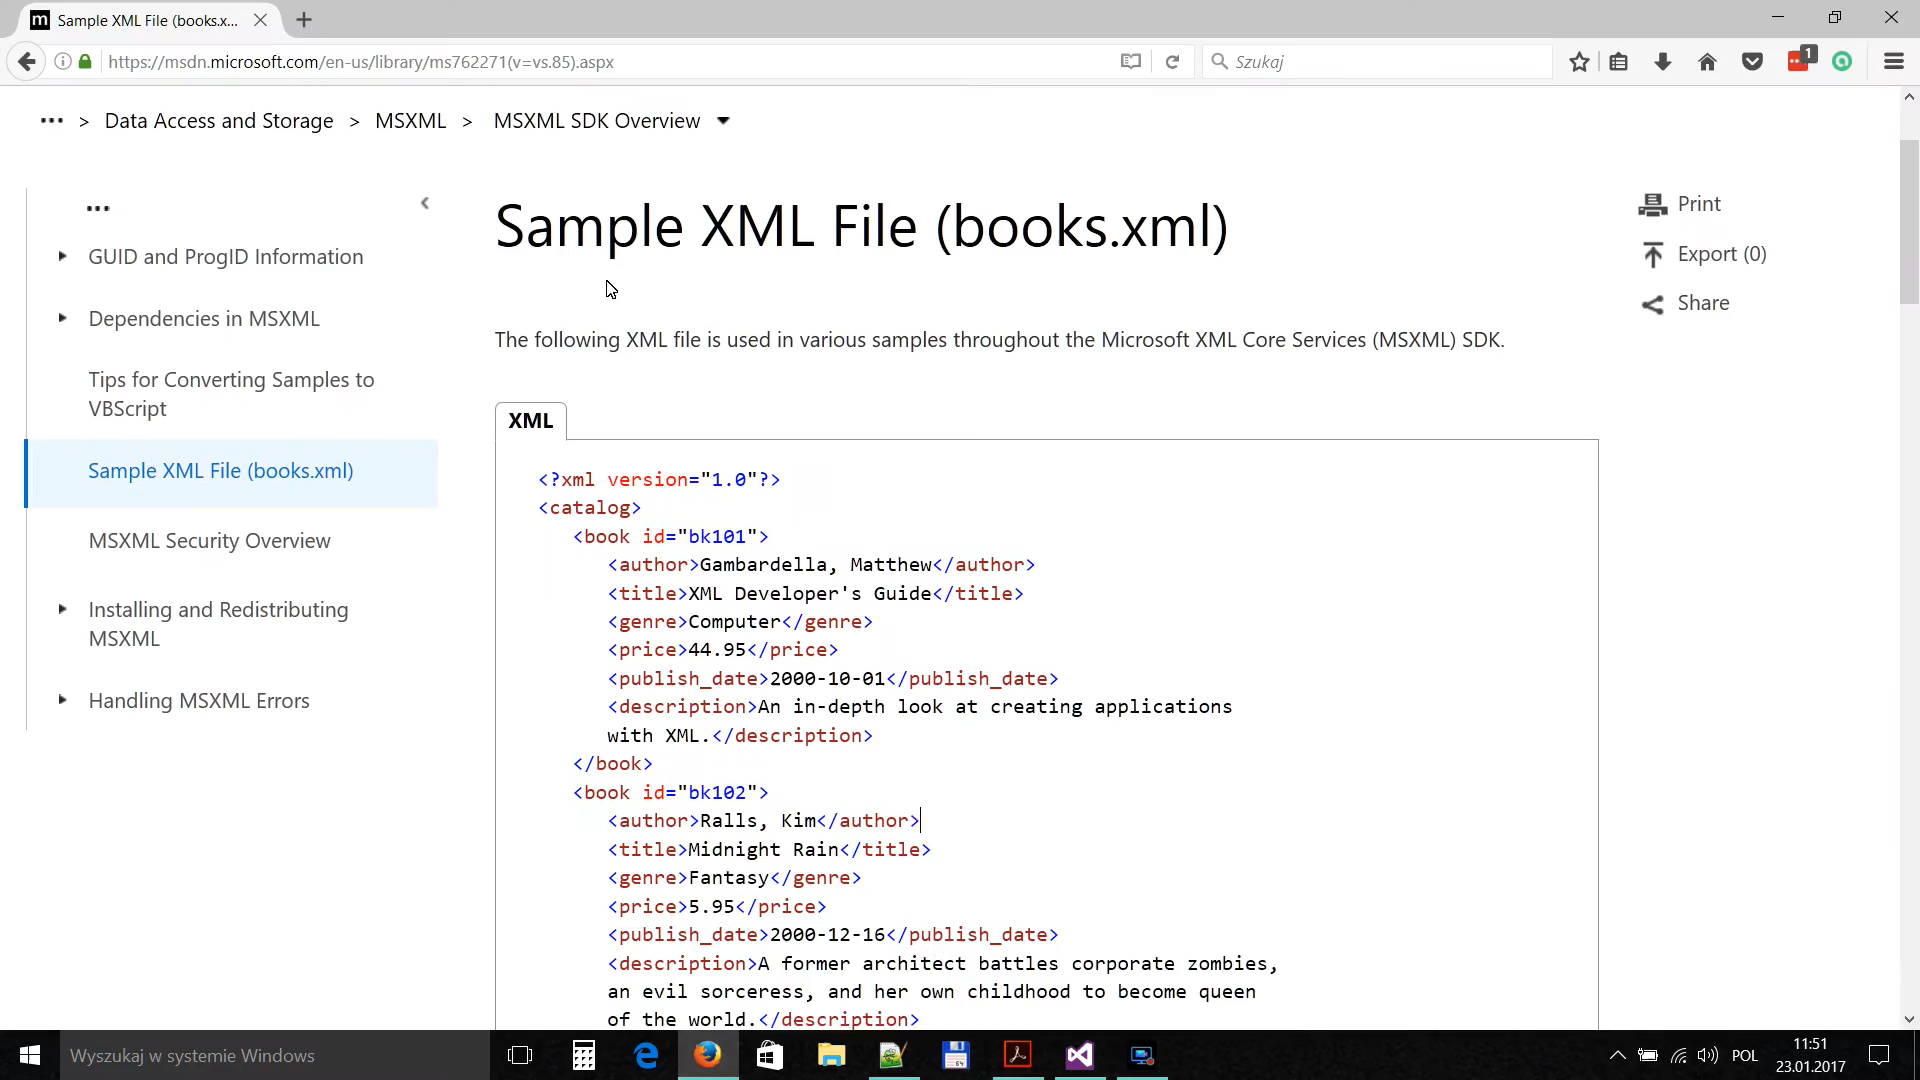 Sample XML File (books.x...
https://msdn.microsoft.com/en-us/library/ms762271(v=vs.85).aspx
Szukaj
1
... > Data Access and Storage > MSXML > MSXML SDK Overview
...
GUID and ProgID Information
Dependencies in MSXML
Tips for Converting Samples to
VBScript
Sample XML File (books.xml)
MSXML Security Overview
Installing and Redistributing
MSXML
Handling MSXML Errors
Sample XML File (books.xml)
The following XML file is used in various samples throughout the Microsoft XML Core Services (MSXML) SDK.
XML
<?xml version="1.0"?>
<catalog>
<book id="bk101">
<author>Gambardella, Matthew</author>
<title>XML Developer's Guide</title>
<genre>Computer</genre>
<price>44.95</price>
<publish_date>2000-10-01</publish_date>
<description>An in-depth look at creating applications
with XML.</description>
</book>
<book id="bk102">
<author>Ralls, Kim</author>
<title>Midnight Rain</title>
<genre>Fantasy</genre>
<price>5.95</price>
<publish_date>2000-12-16</publish_date>
<description>A former architect battles corporate zombies,
an evil sorceress, and her own childhood to become queen
of the world.</description>
Print
Export (0)
Share
Wyszukaj w systemie Windows
64
POL
11:51
23.01.2017